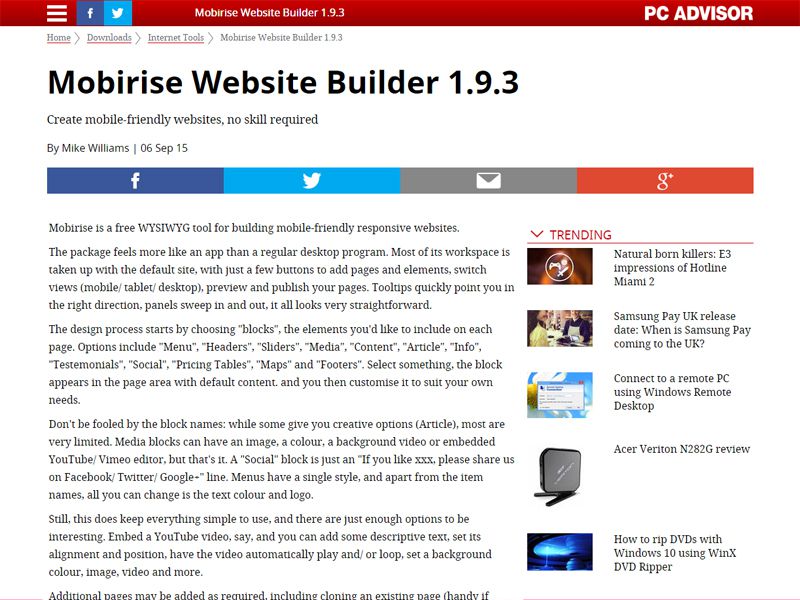 Mobirise Website Builder 1.9.3
PC ADVISOR
Home
Downloads
Internet Tools
Mobirise Website Builder 1.9.3
Mobirise Website Builder 1.9.3
Create mobile-friendly websites, no skill required
By Mike Williams | 06 Sep 15
Mobirise is a free WYSIWYG tool for building mobile-friendly responsive websites.
The package feels more like an app than a regular desktop program. Most of its workspace is
taken up with the default site, with just a few buttons to add pages and elements, switch
views (mobile/ tablet/ desktop), preview and publish your pages. Tooltips quickly point you in
the right direction, panels sweep in and out, it all looks very straightforward.
The design process starts by choosing "blocks", the elements you'd like to include on each
page. Options include "Menu", "Headers", "Sliders", "Media", "Content", "Article", "Info",
"Testemonials", "Social", "Pricing Tables", "Maps" and "Footers". Select something, the block
appears in the page area with default content. and you then customise it to suit your own
needs.
Don't be fooled by the block names: while some give you creative options (Article), most are
very limited. Media blocks can have an image, a colour, a background video or embedded
YouTube/ Vimeo editor, but that's it. A "Social" block is just an "If you like xxx, please share us
on Facebook/ Twitter/ Google+" line. Menus have a single style, and apart from the item
names, all you can change is the text colour and logo.
Still, this does keep everything simple to use, and there are just enough options to be
interesting. Embed a YouTube video, say, and you can add some descriptive text, set its
alignment and position, have the video automatically play and/ or loop, set a background
colour, image, video and more.
Additional pages may be added as required, including cloning an existing page (handy if
TRENDING
Natural born killers: E3
impressions of Hotline
Miami 2
Samsung Pay UK release
date: When is Samsung Pay
coming to the UK?
Connect to a remote PC
using Windows Remote
Desktop
Acer Veriton N282G review
How to rip DVDs with
Windows 10 using WinX
DVD Ripper